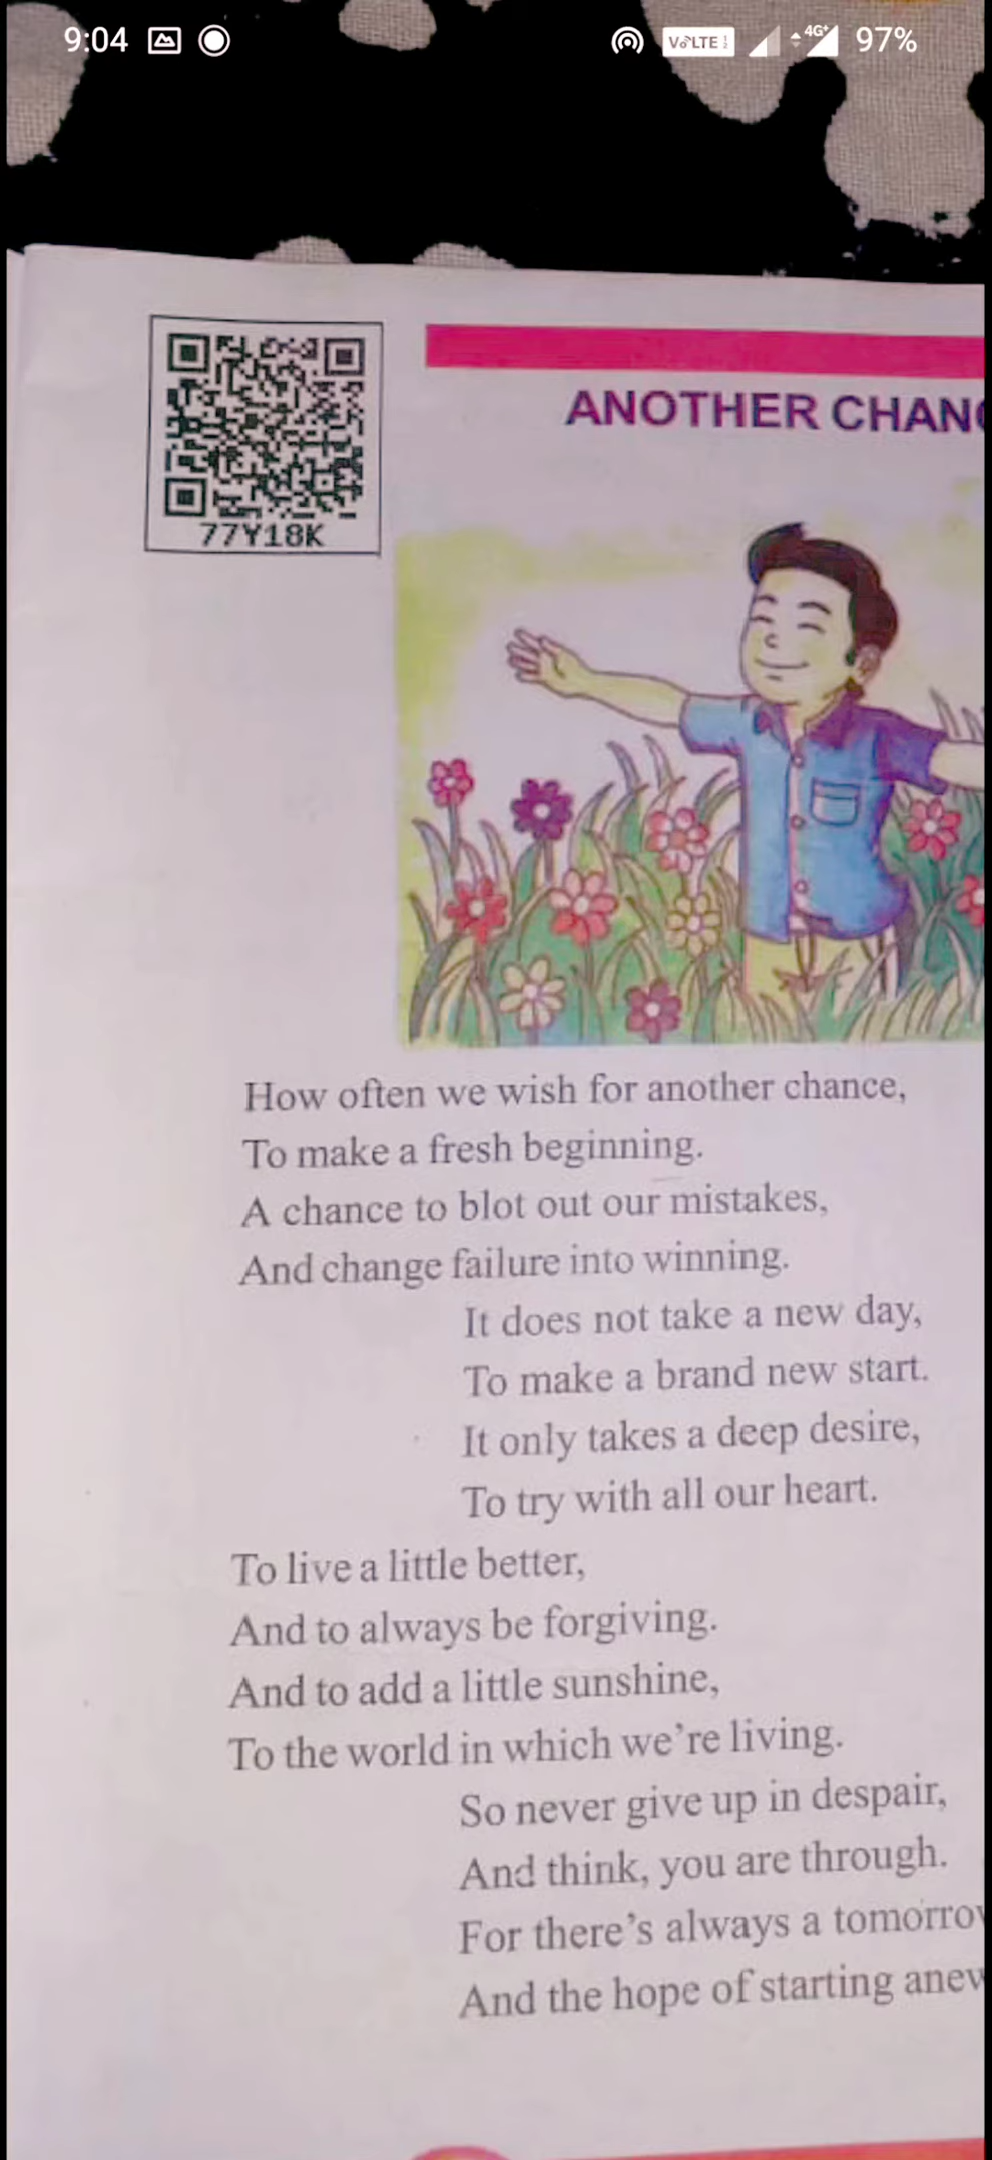 9:04 VoLTE 4G+ 97%
77Y18K
ANOTHER
How often we wish for another chance,
To make a fresh beginning.
A chance to blot out our mistakes,
And change failure into winning.
It does not take a new day,
To make a brand new start.
It only takes a deep desire,
To try with all our heart.
To live a little better,
And to always be forgiving.
And to add a little sunshine,
To the world in which we're living.
So never give up in despair,
And think, you are through.
For there's always a
And the hope of starting